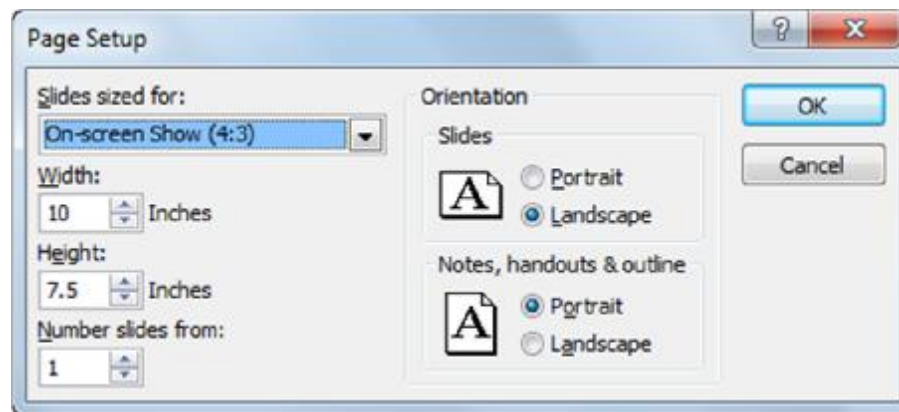 Page Setup
?
Slides sized for:
On-screen Show (4:3)
Width:
10 Inches
Height:
7.5 Inches
Number slides from:
1
Orientation
Slides
A
Portrait
Landscape
Notes, handouts & outline
A
Portrait
Landscape
OK
Cancel